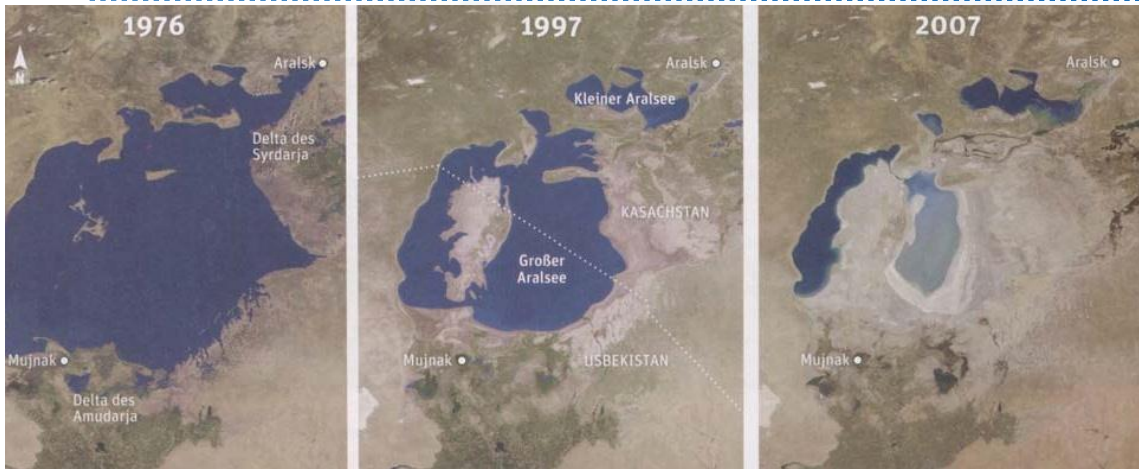 1976
N
Aralsk
Delta des
Syrdarja
Mujnak
Delta des
Amudarja
1997
Aralsk
Kleiner Aralsee
KASACHSTAN
Großer
Aralsee
Mujnak
USBEKISTAN
2007
Aralsk
Mujnak